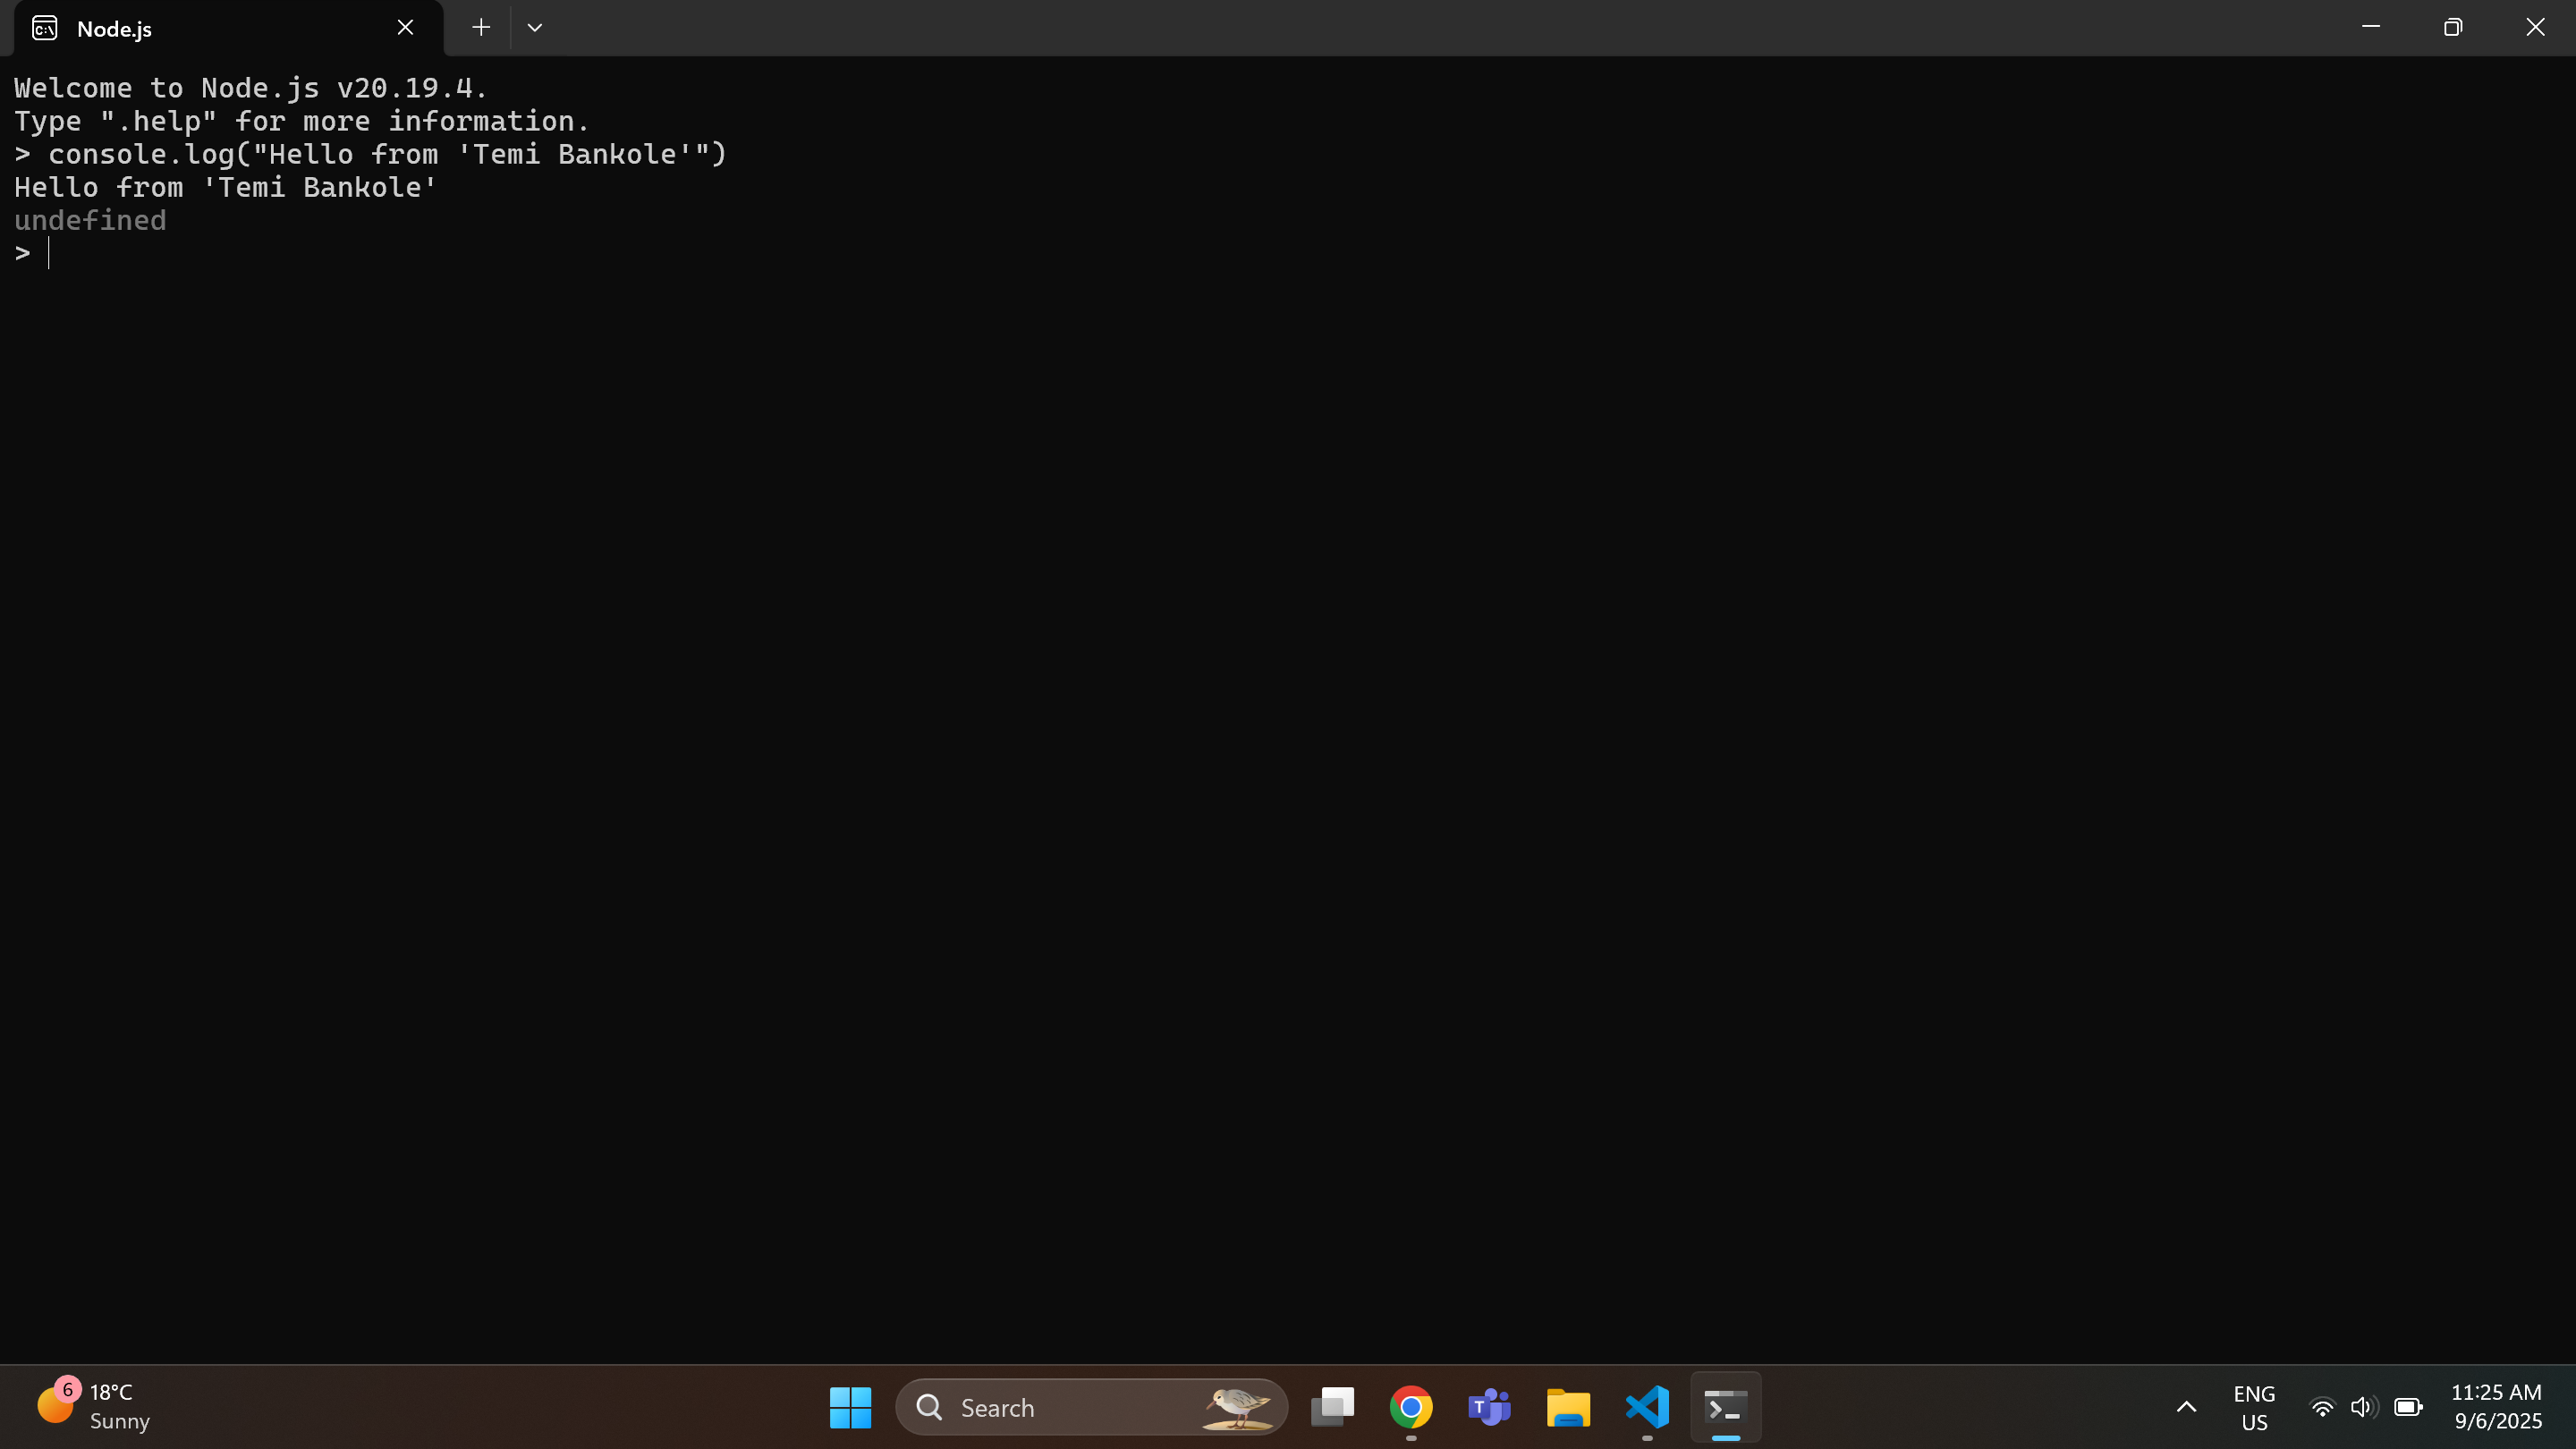 Node.js
Welcome to Node.js v20.19.4.
Type ".help" for more information.
> console.log("Hello from 'Temi Bankole'")
Hello from 'Temi Bankole'
undefined
>
6
18°C
Sunny
Search
ENG
US
11:25 AM
9/6/2025